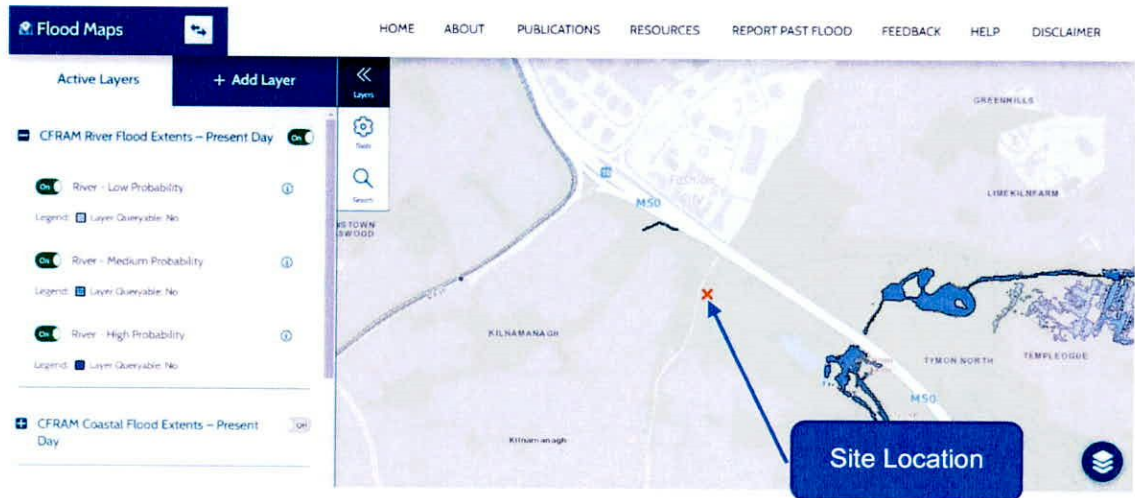 Flood Maps
HOME ABOUT PUBLICATIONS RESOURCES REPORT PAST FLOOD FEEDBACK HELP DISCLAIMER
Active Layers
+ Add Layer
Layers
Tools
Search
CFRAM River Flood Extents – Present Day
On
On
River - Low Probability
Legend: Layer Queryable: No
On
River - Medium Probability
Legend: Layer Queryable: No
On
River - High Probability
Legend: Layer Queryable: No
CFRAM Coastal Flood Extents – Present
Day
Off
GREENHILLS
LIMEKILNFARM
M50
KILNAMANAGH
TYMON NORTH
TEMPLEOGUE
M50
Kilnamanagh
Site Location